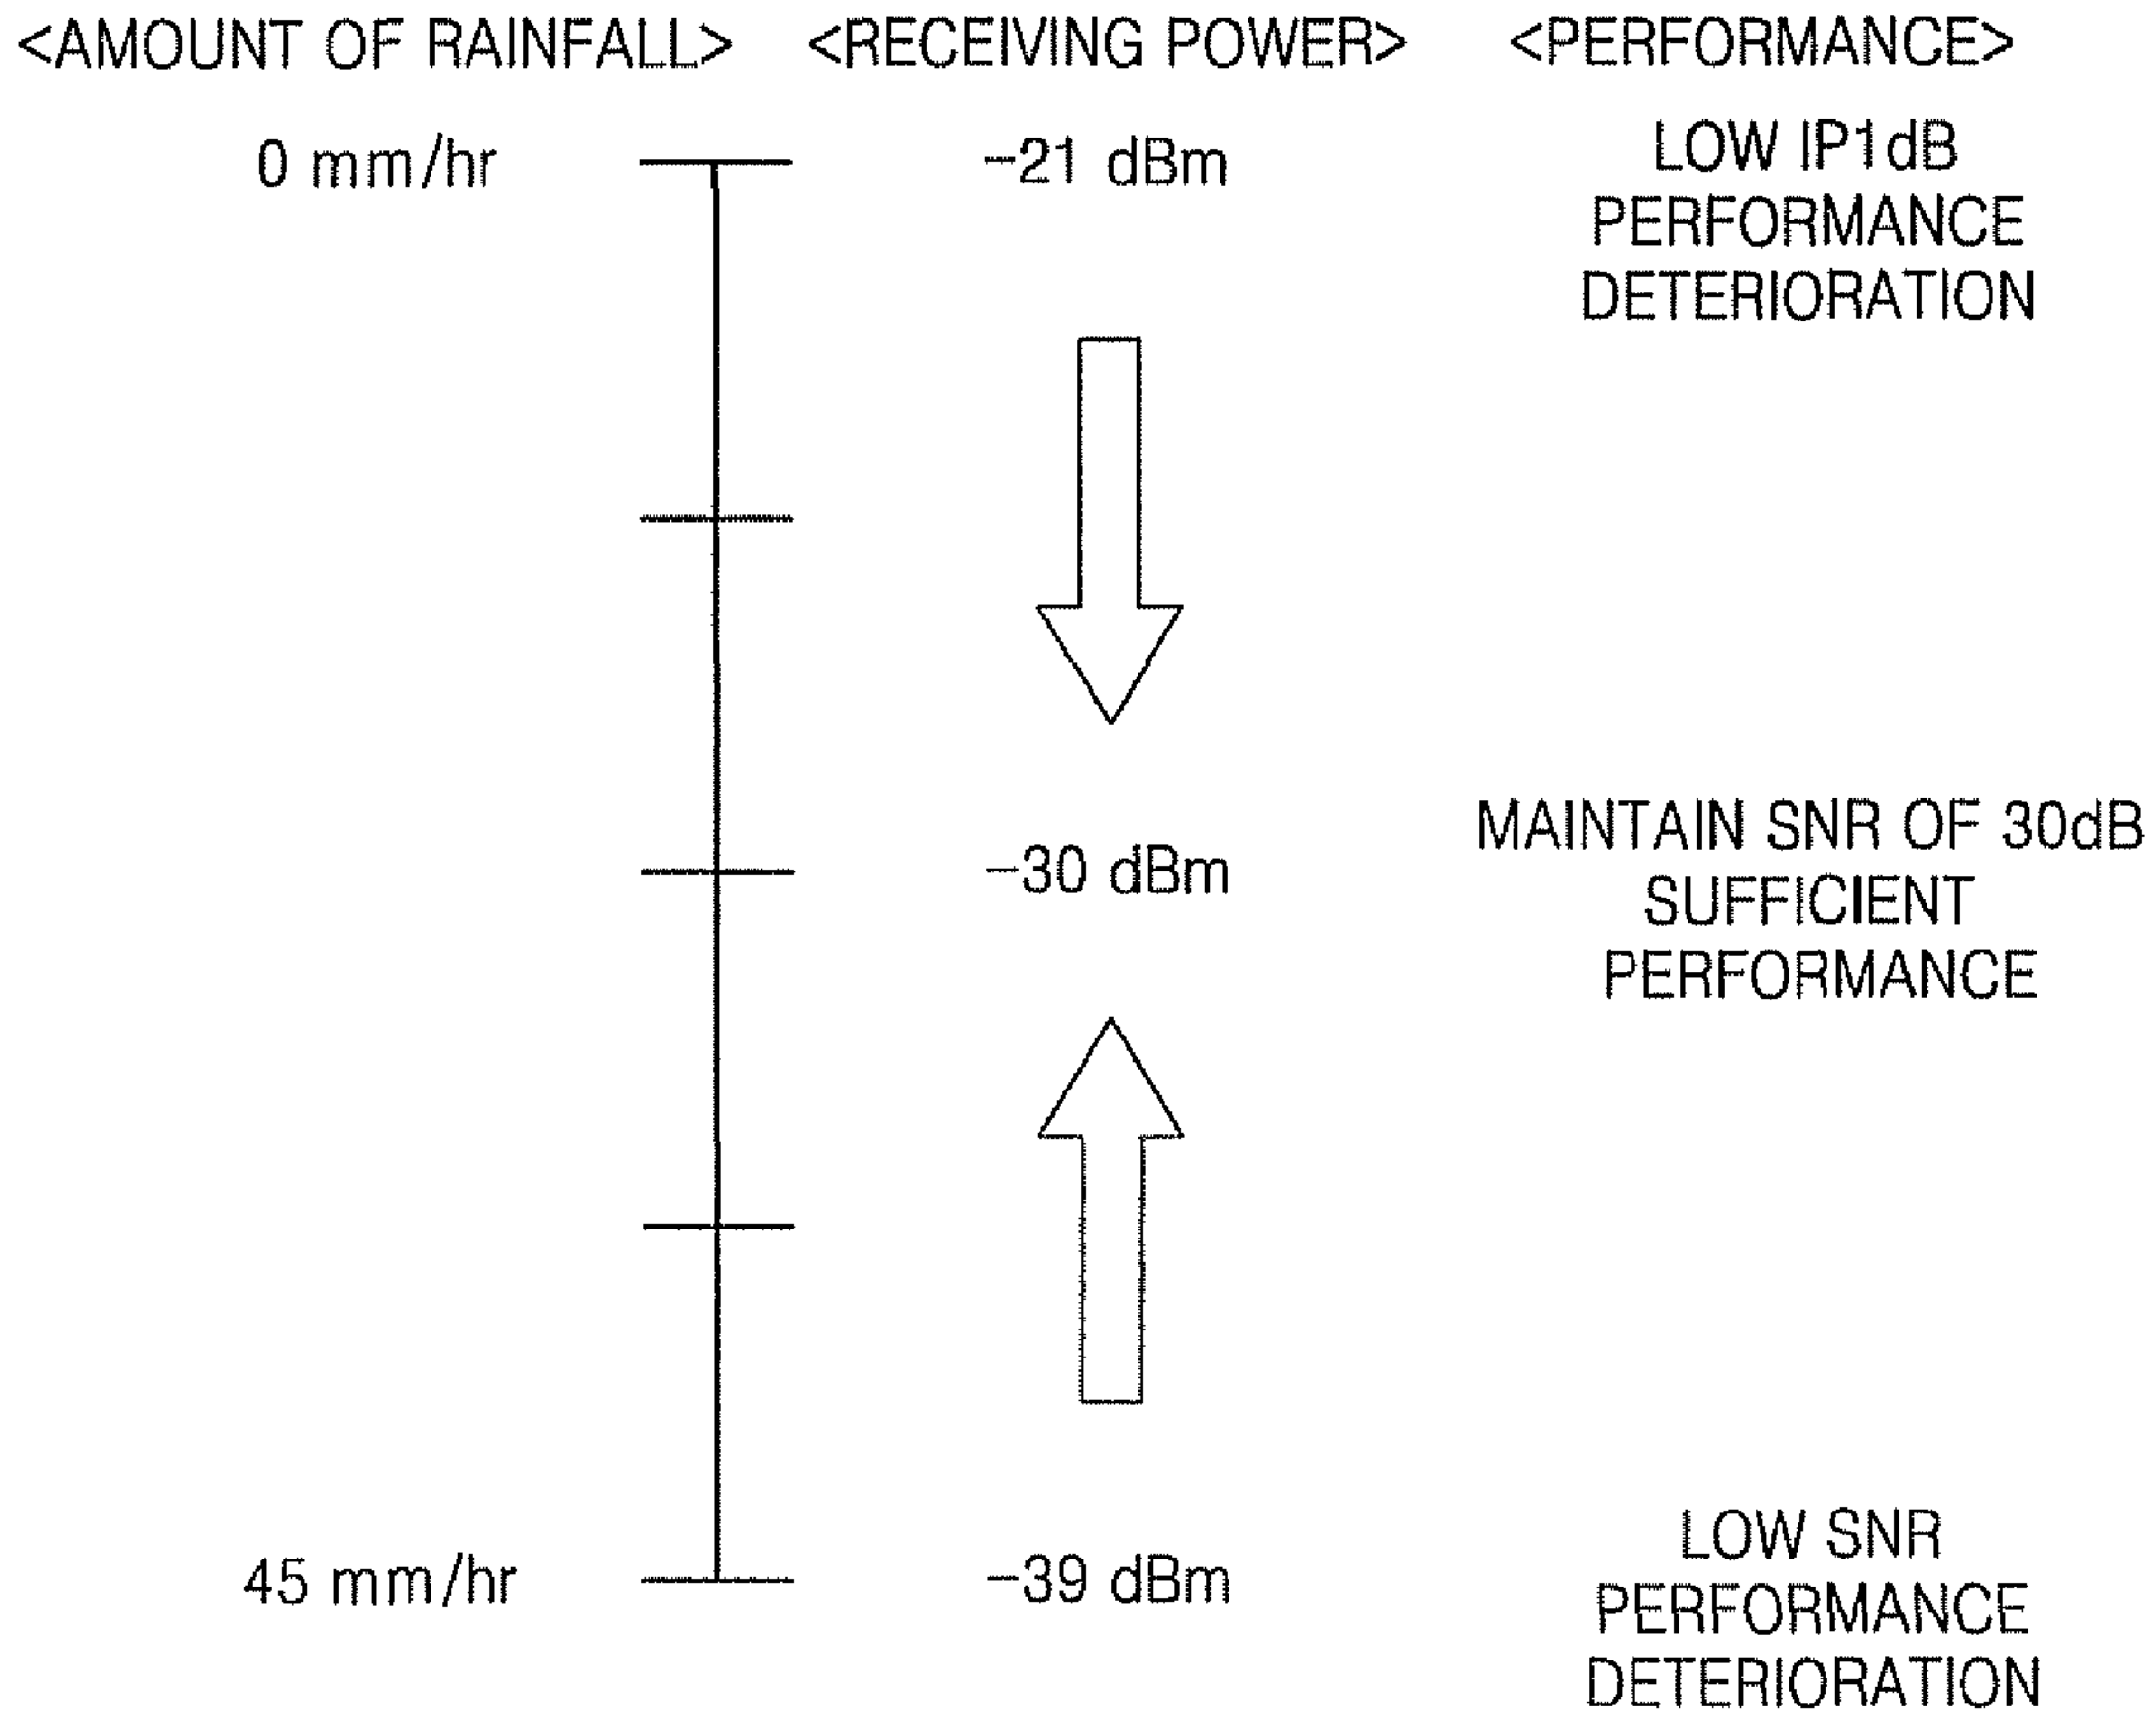 <AMOUNT OF RAINFALL> <RECEIVING POWER> <PERFORMANCE>
0 mm/hr
-21 dBm
LOW IP1dB
PERFORMANCE
DETERIORATION
-30 dBm
MAINTAIN SNR OF 30dB
SUFFICIENT
PERFORMANCE
45 mm/hr
-39 dBm
LOW SNR
PERFORMANCE
DETERIORATION